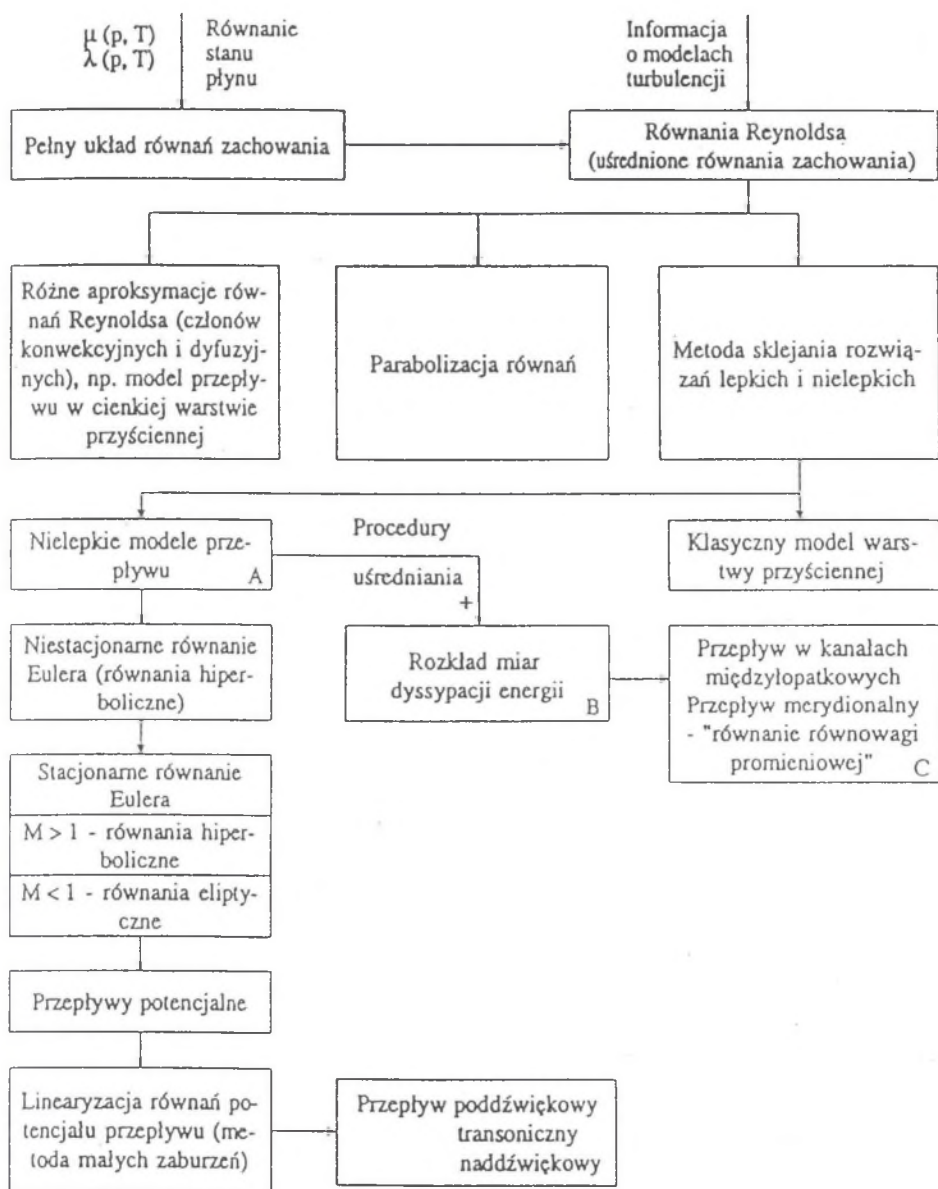 μ (p, T)
λ (p, T)
Równanie
stanu
płynu
Informacja
o modelach
turbulencji
Pełny układ równań zachowania
Równania Reynoldsa
(uśrednione równania zachowania)
Różne aproksymacje rów-
nań Reynoldsa (członów
konwekcyjnych i dyfuzyj-
nych), np. model przepły-
wu w cienkiej warstwie
przyściennej
Parabolizacja równań
Metoda sklejania rozwią-
zań lepkich i nielepkich
Nielepkie modele prze-
pływu
A
Procedury
uśredniania
+
Klasyczny model wars-
twy przyściennej
Niestacjonarne równanie
Eulera (równania hiper-
boliczne)
Rozkład miar
dyssypacji energii
B
Przepływ w kanałach
międzyłopatkowych
Przepływ merydionalny
- "równanie równowagi
promieniowej"
C
Stacjonarne równanie
Eulera
M > 1 - równania hiper-
boliczne
M < 1 - równania elipty-
czne
Przepływy potencjalne
Linearyzacja równań po-
tencjału przepływu (me-
toda małych zaburzeń)
Przepływ poddźwiękowy
transoniczny
naddźwiękowy